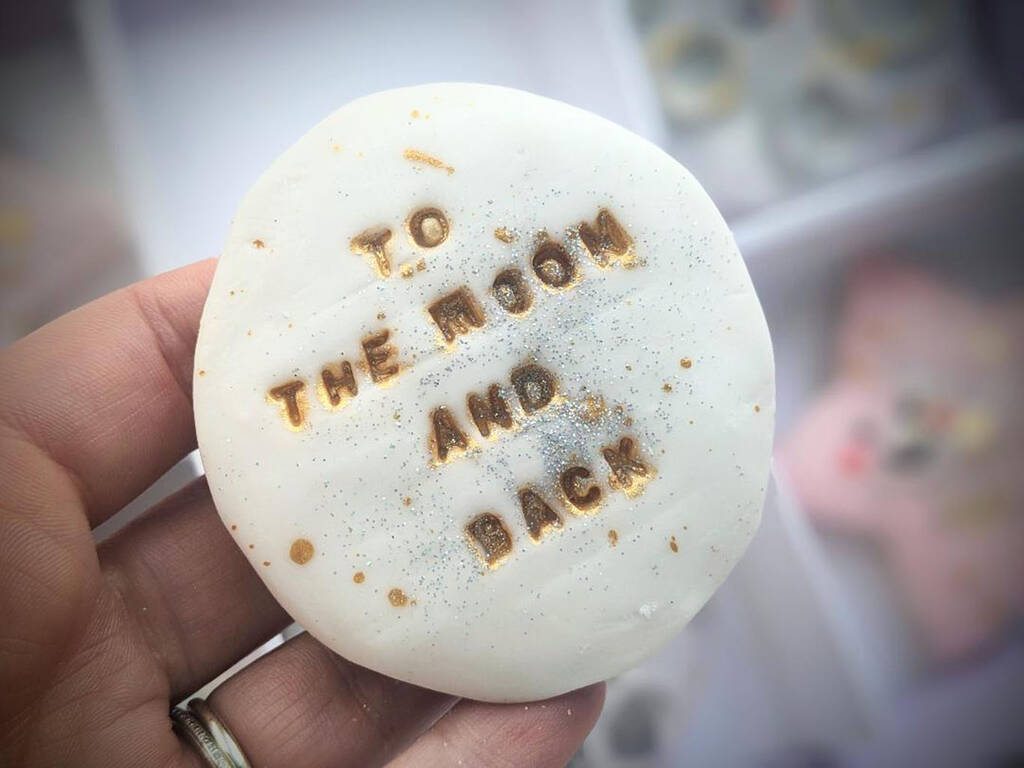 TO
THE MOON
AND
BACK